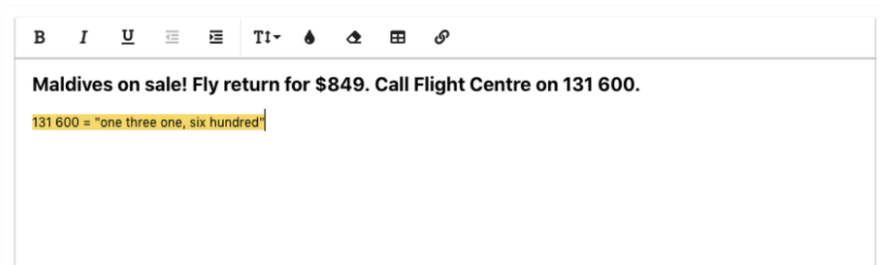 B I U T
Maldives on sale! Fly return for $849. Call Flight Centre on 131 600.
131 600 = "one three one, six hundred"